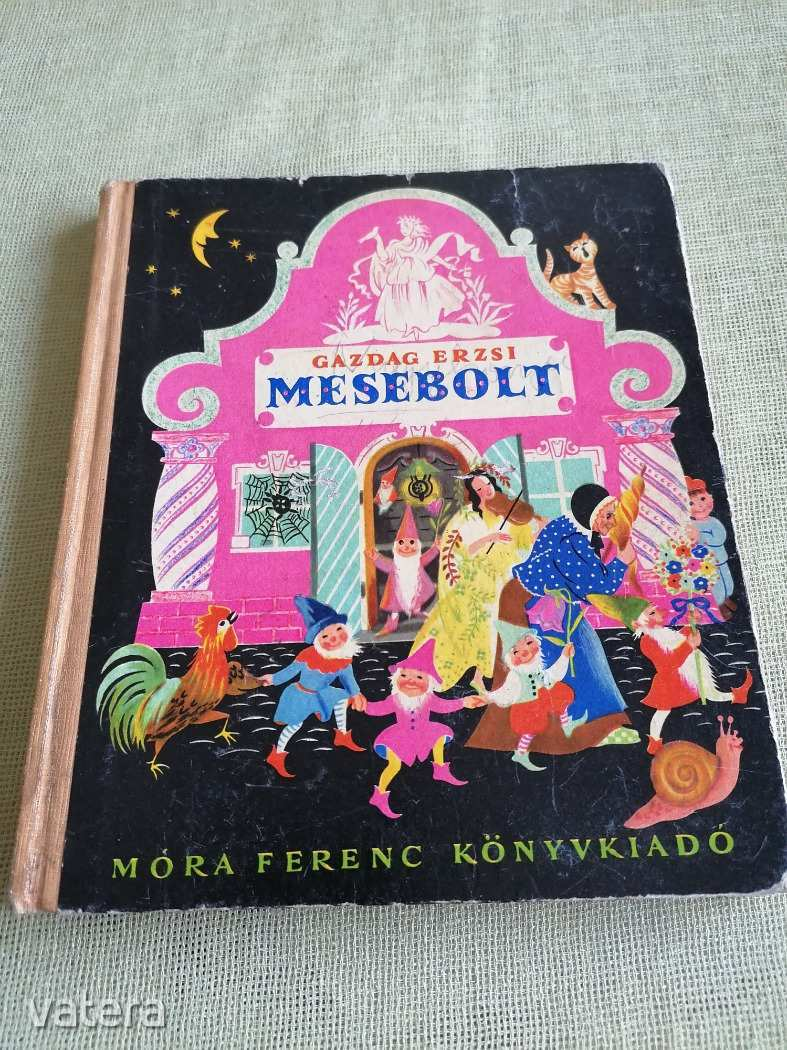 GAZDAG ERZSI
MESEBOLT
MÓRA FERENC KÖNYVKIADÓ
vatera